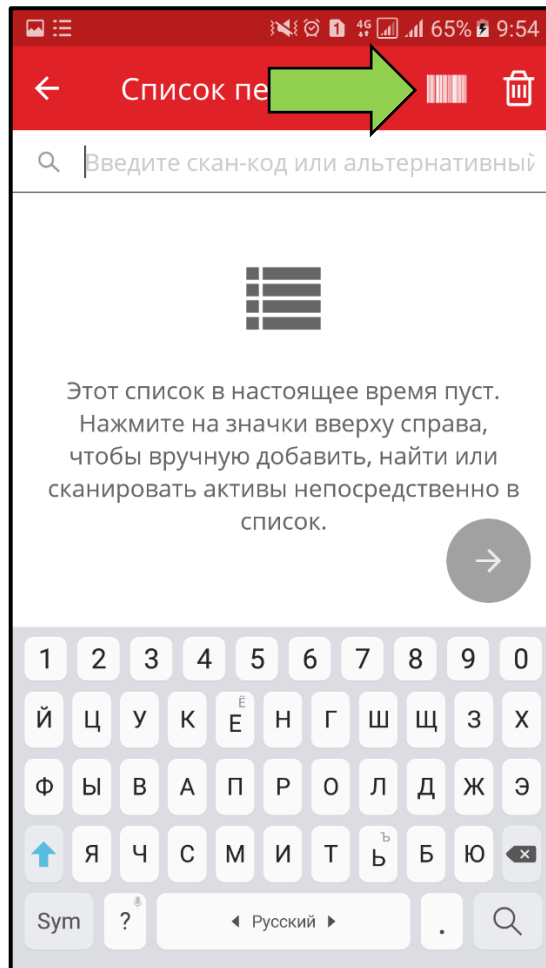 1 4G 65% 9:54
Список пе
Введите скан-код или альтернативный
Этот список в настоящее время пуст.
Нажмите на значки вверху справа,
чтобы вручную добавить, найти или
сканировать активы непосредственно в
список.
1 2 3 4 5 6 7 8 9 0
Й Ц У К Е Ё Н Г Ш Щ З Х
Ф Ы В А П Р О Л Д Ж Э
Я Ч С М И Т Ь Ъ Б Ю
Sym ? Русский .